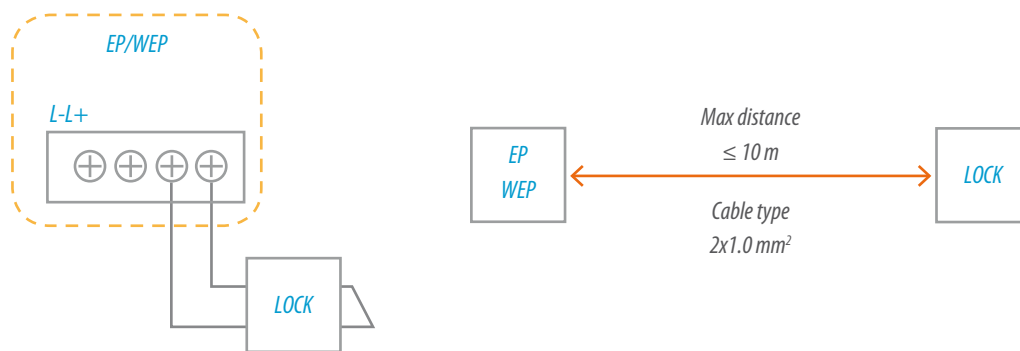 EP/WEP
L-L+
LOCK
EP
WEP
Max distance
≤ 10 m
Cable type
2x1.0 mm²
LOCK